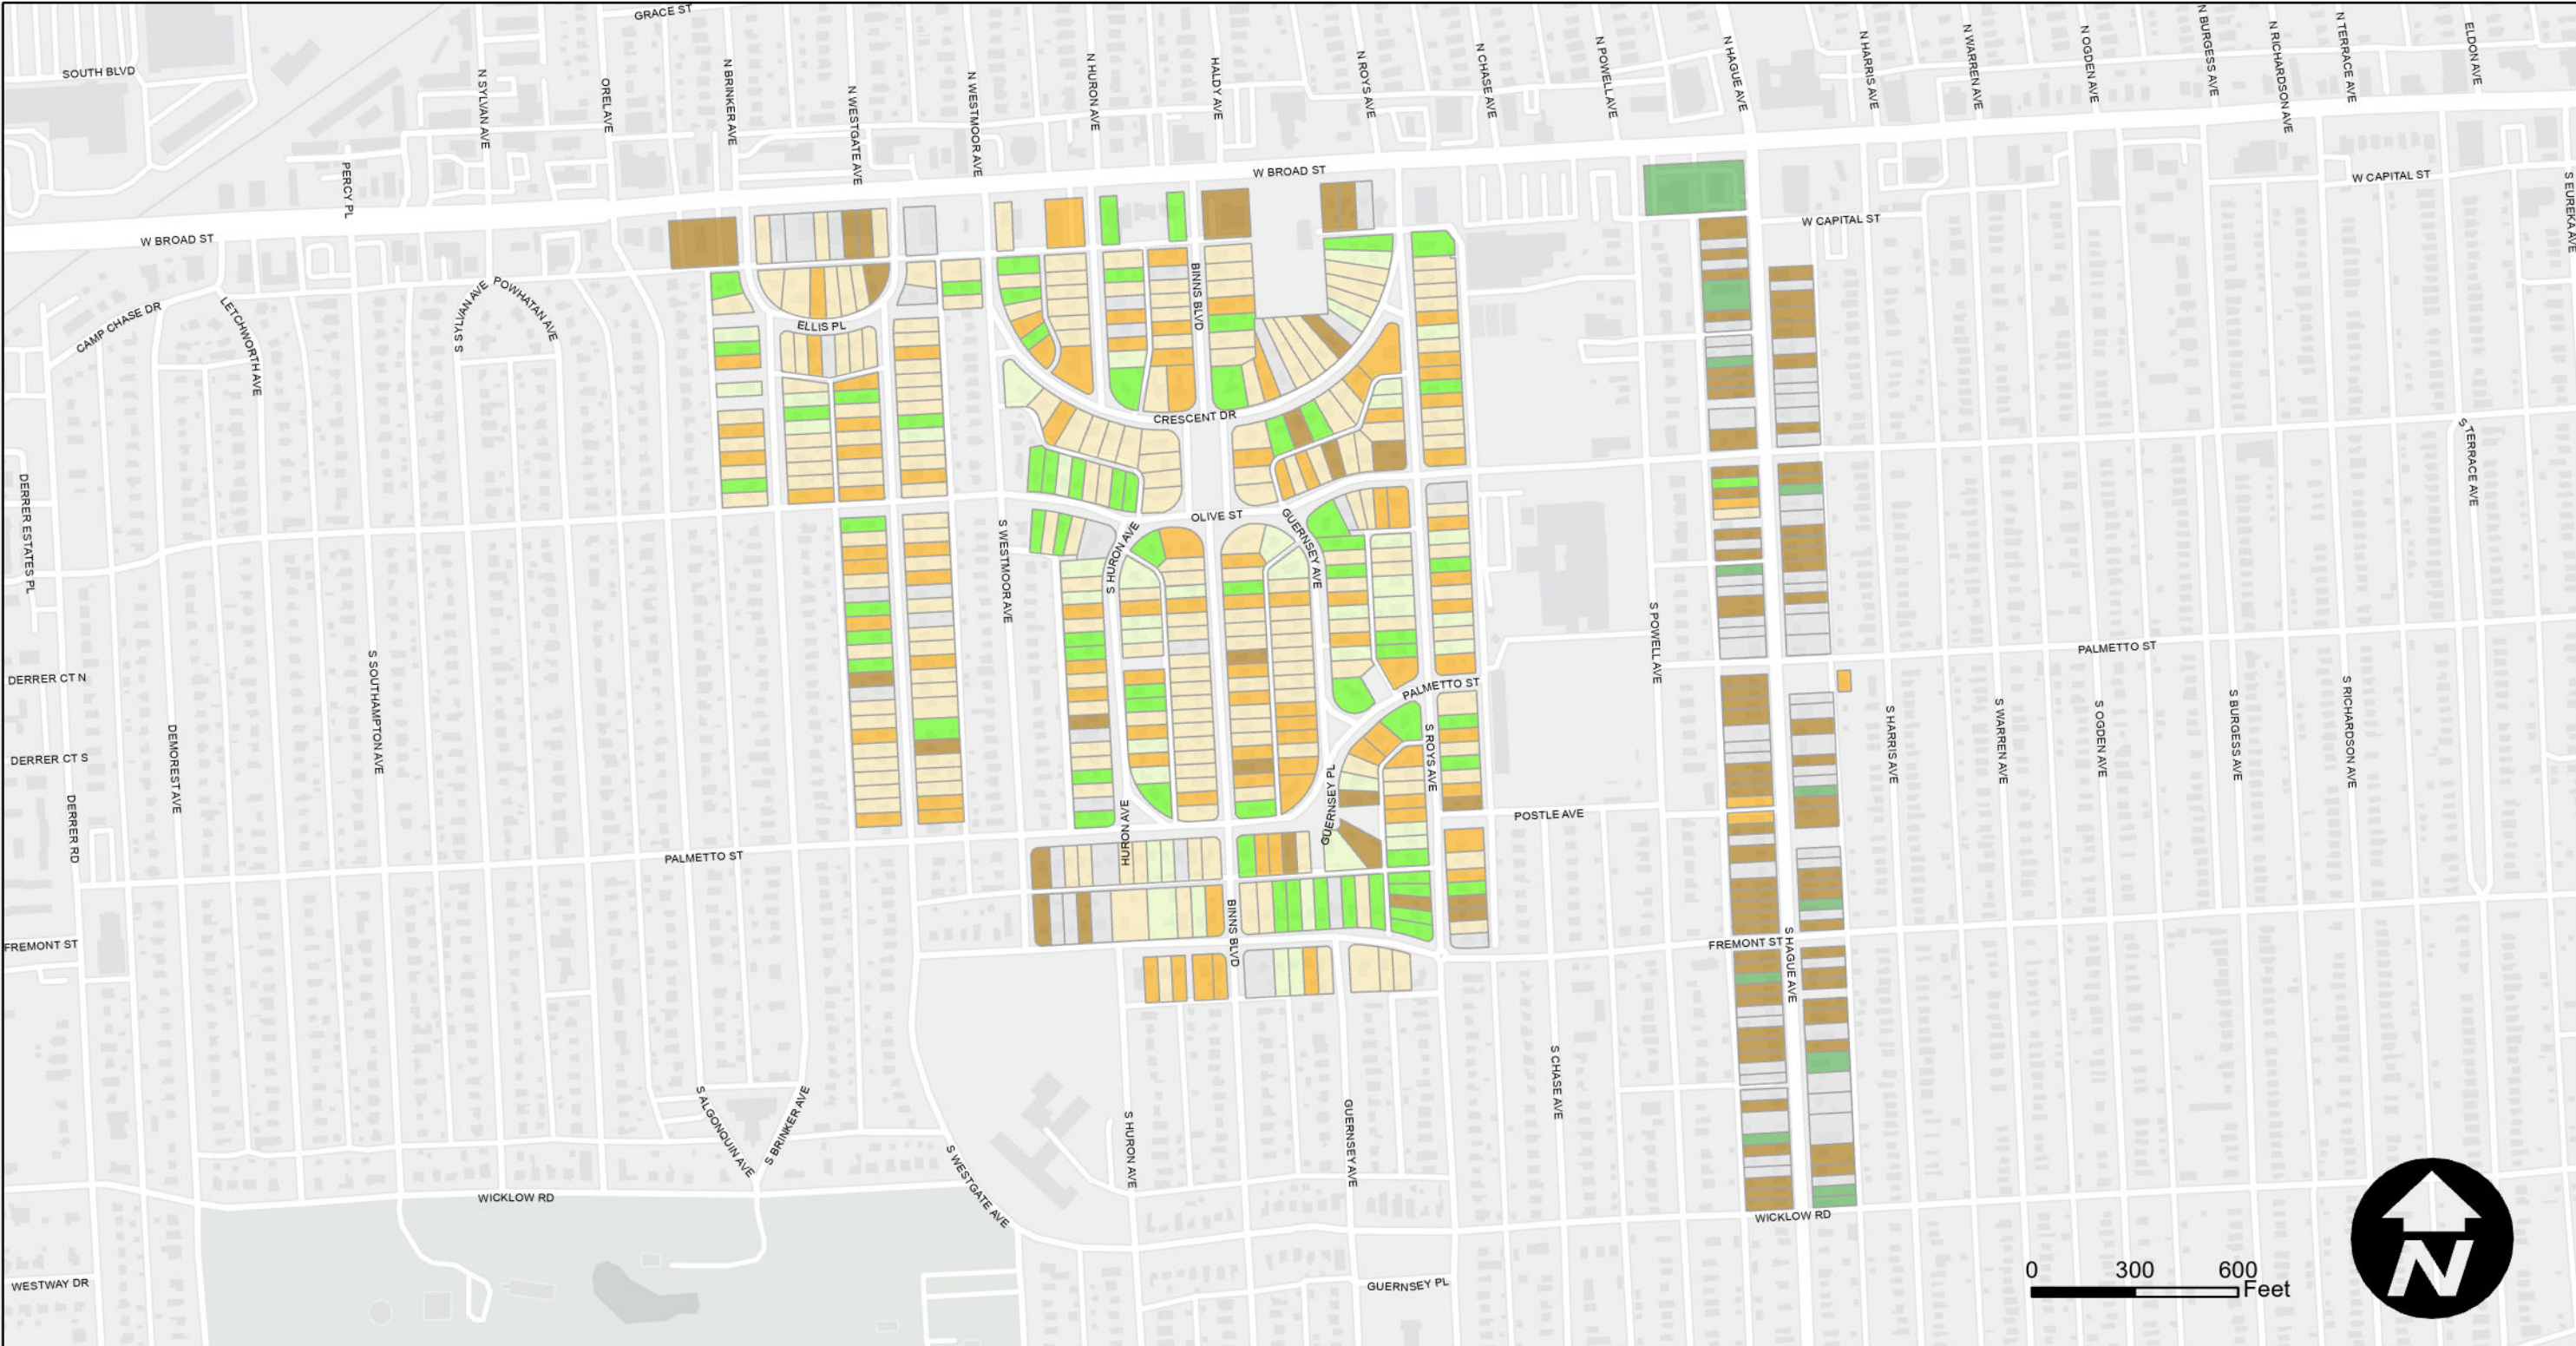 GRACE ST
SOUTH BLVD
N SYLVAN AVE
OREL AVE
N BRINKER AVE
N WESTGATE AVE
N WESTMOOR AVE
N HURON AVE
HALDY AVE
N ROYS AVE
N CHASE AVE
N POWELL AVE
N HAGUE AVE
N HARRIS AVE
N WARREN AVE
N OGDEN AVE
N BURGESS AVE
N RICHARDSON AVE
N TERRACE AVE
ELDON AVE
PERCY PL
W BROAD ST
W BROAD ST
W CAPITAL ST
W CAPITAL ST
S EUREKA AVE
CAMP CHASE DR
LETCHWORTH AVE
S SYLVAN AVE
POWHATAN AVE
ELLIS PL
BINNS BLVD
CRESCENT DR
S TERRACE AVE
DERRER ESTATES PL
OLIVE ST
S HURON AVE
GUERNSEY AVE
S WESTMOOR AVE
S POWELL AVE
PALMETTO ST
DERRER CT N
S SOUTHAMPTON AVE
DEMOREST AVE
DERRER CT S
DERRER RD
PALMETTO ST
S ROYS AVE
GUERNSEY PL
HURON AVE
POSTLE AVE
S HARRIS AVE
S WARREN AVE
S OGDEN AVE
S BURGESS AVE
S RICHARDSON AVE
PALMETTO ST
FREMONT ST
BINNS BLVD
FREMONT ST
S HAGUE AVE
S CHASE AVE
S ALGONQUIN AVE
S BRINKER AVE
S WESTGATE AVE
S HURON AVE
GUERNSEY AVE
WICKLOW RD
WICKLOW RD
WESTWAY DR
GUERNSEY PL
0 300 600
Feet
N